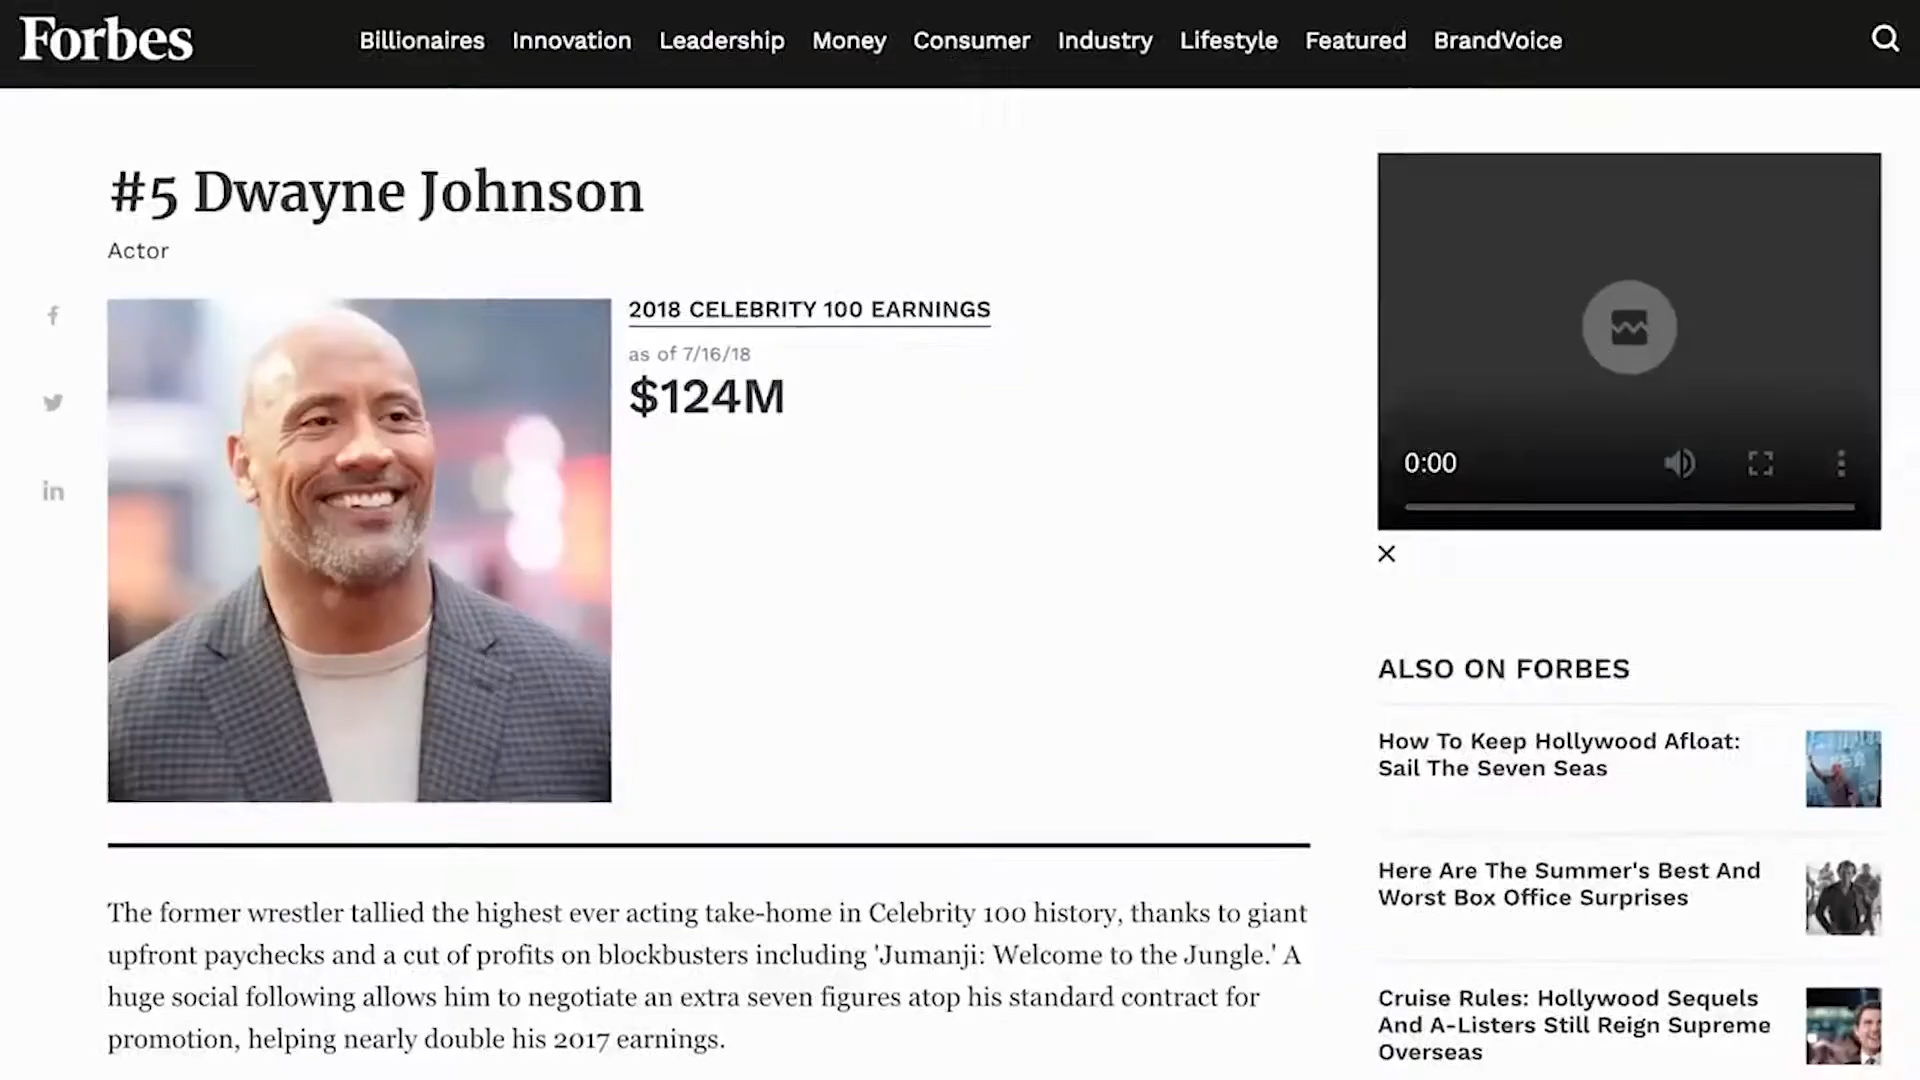 Forbes
Billionaires Innovation Leadership Money Consumer Industry Lifestyle Featured BrandVoice
#5 Dwayne Johnson
Actor
2018 CELEBRITY 100 EARNINGS
as of 7/16/18
$124M
The former wrestler tallied the highest ever acting take-home in Celebrity 100 history, thanks to giant
upfront paychecks and a cut of profits on blockbusters including 'Jumanji: Welcome to the Jungle.' A
huge social following allows him to negotiate an extra seven figures atop his standard contract for
promotion, helping nearly double his 2017 earnings.
0:00
ALSO ON FORBES
How To Keep Hollywood Afloat:
Sail The Seven Seas
Here Are The Summer's Best And
Worst Box Office Surprises
Cruise Rules: Hollywood Sequels
And A-Listers Still Reign Supreme
Overseas